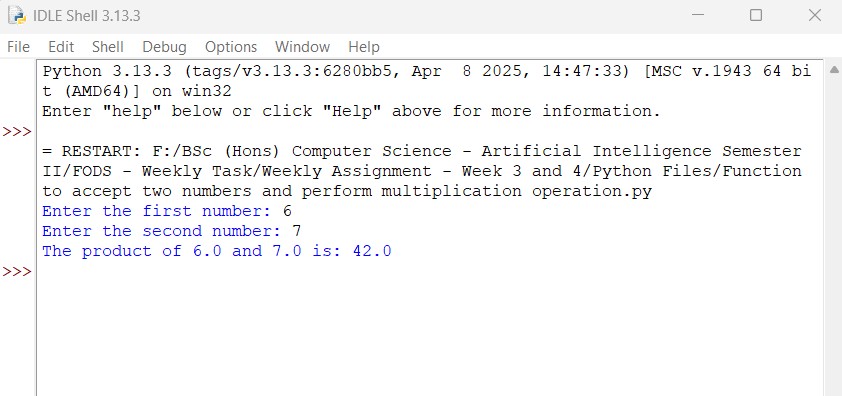 IDLE Shell 3.13.3
File Edit Shell Debug Options Window Help
Python 3.13.3 (tags/v3.13.3:6280bb5, Apr  8 2025, 14:47:33) [MSC v.1943 64 bi
t (AMD64)] on win32
Enter "help" below or click "Help" above for more information.
>>>
= RESTART: F:/BSc (Hons) Computer Science - Artificial Intelligence Semester
II/FODS - Weekly Task/Weekly Assignment - Week 3 and 4/Python Files/Function
to accept two numbers and perform multiplication operation.py
Enter the first number: 6
Enter the second number: 7
The product of 6.0 and 7.0 is: 42.0
>>>